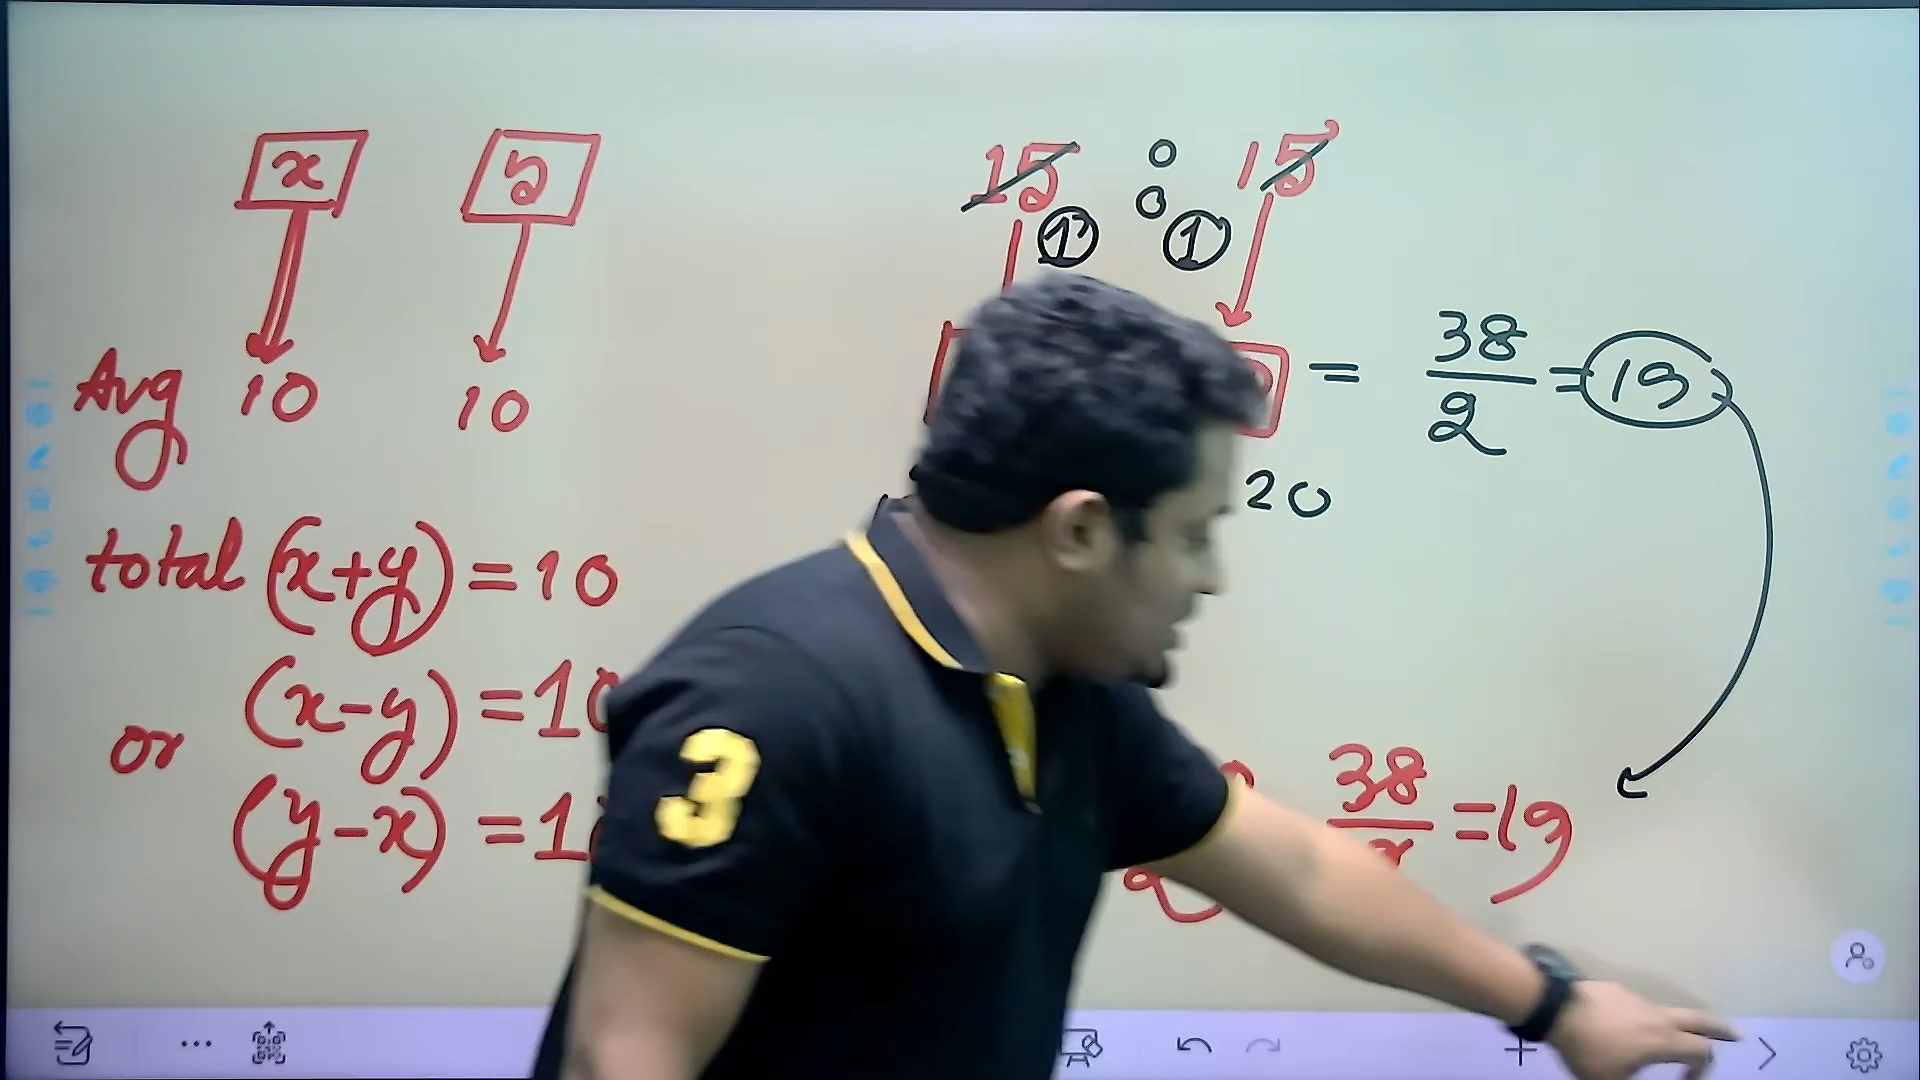 x y
Avg 10 10
total (x+y) = 10
(x-y) = 10
or
(y-x) = 1
15 : 15
1 1
= 38/2 = 19
20
38/2 = 19
3